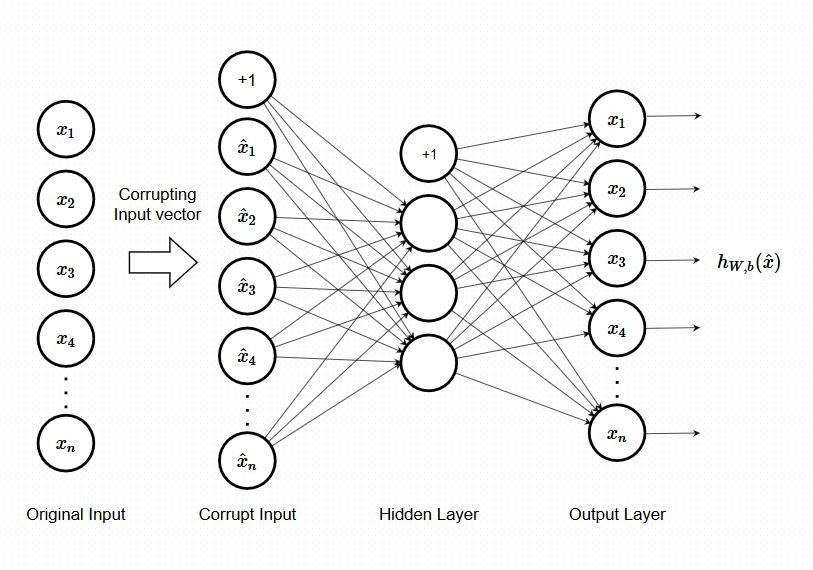 x₁
x₂
x₃
x₄
xₙ
Original Input
Corrupting
Input vector
+1
x̂₁
x̂₂
x̂₃
x̂₄
x̂ₙ
Corrupt Input
+1
Hidden Layer
x₁
x₂
x₃
x₄
xₙ
Output Layer
h_{W,b}(x̂)